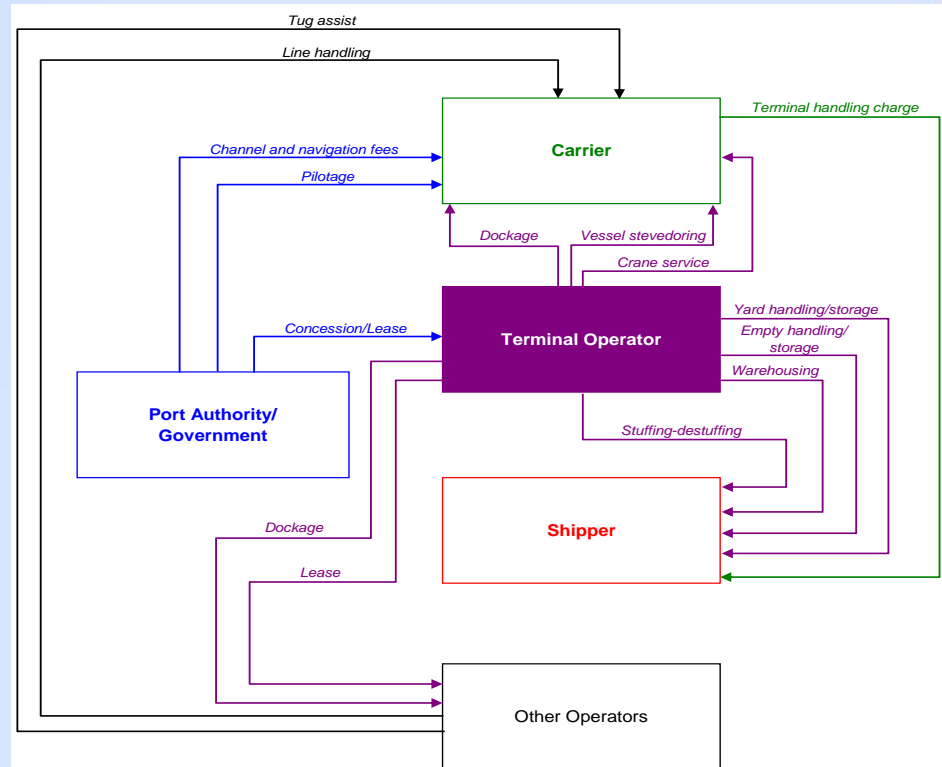 Tug assist
Line handling
Terminal handling charge
Channel and navigation fees
Carrier
Pilotage
Dockage
Vessel stevedoring
Crane service
Yard handling/storage
Concession/Lease
Terminal Operator
Empty handling/
storage
Warehousing
Port Authority/
Government
Stuffing-destuffing
Dockage
Shipper
Lease
Other Operators